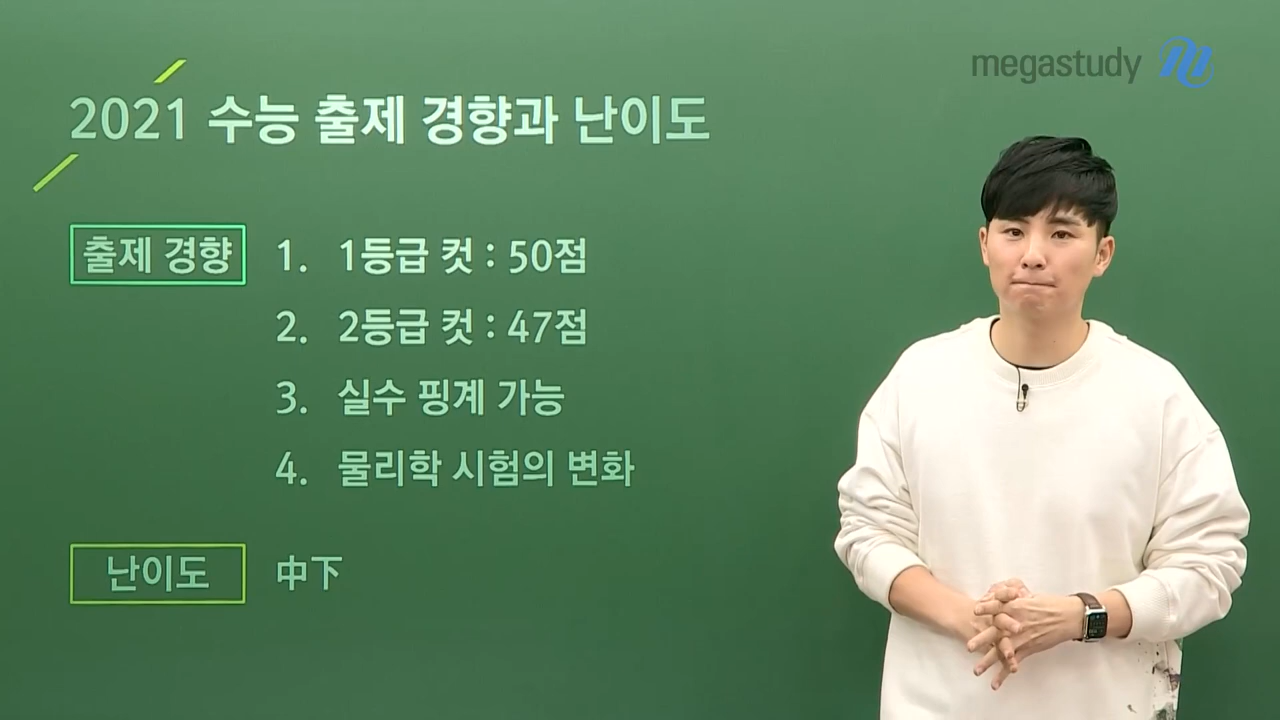 megastudy
2021 수능 출제 경향과 난이도
출제 경향
1. 1등급 컷 : 50점
2. 2등급 컷 : 47점
3. 실수 핑계 가능
4. 물리학 시험의 변화
난이도 中下